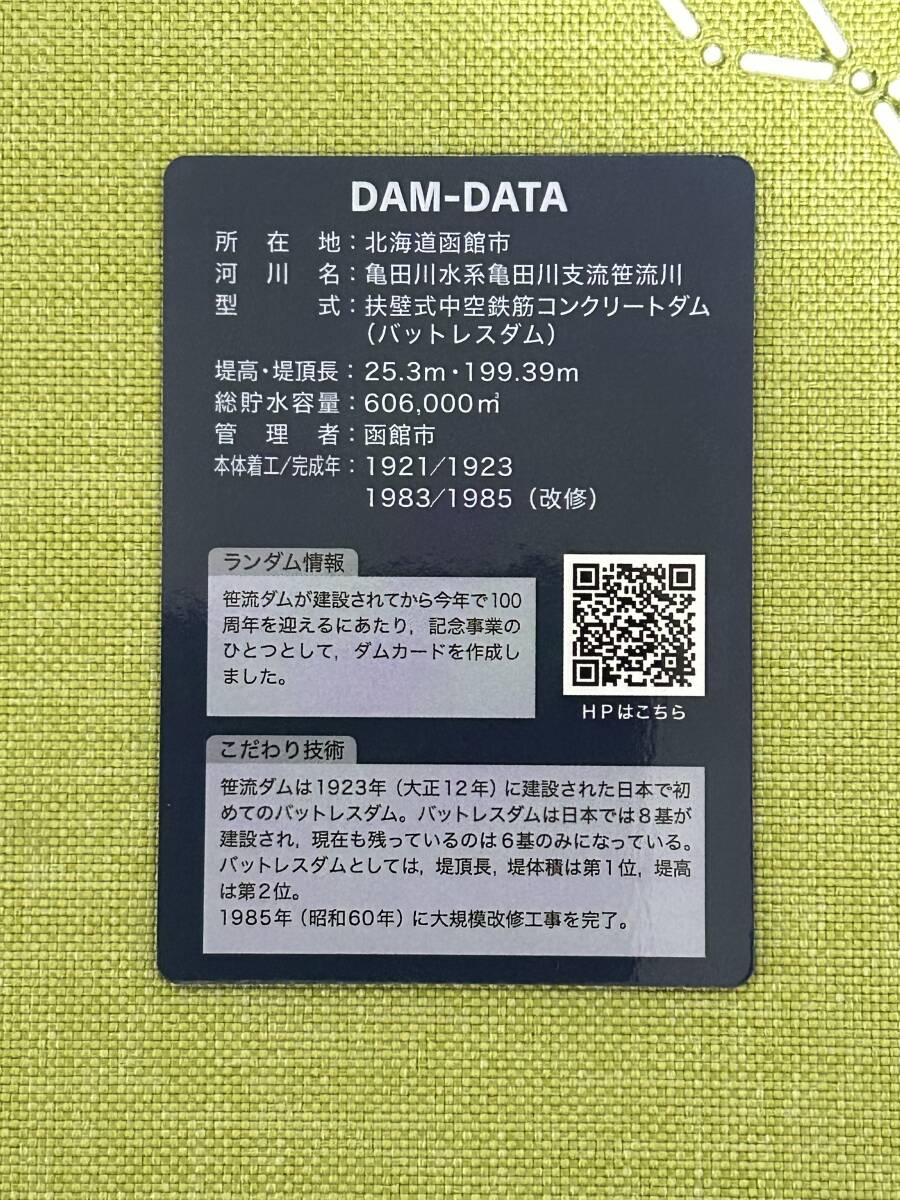 DAM-DATA
所在地：北海道函館市
河川名：亀田川水系亀田川支流笹流川
型式：扶壁式中空鉄筋コンクリートダム
（バットレスダム）
堤高・堤頂長：25.3m・199.39m
総貯水容量：606,000㎥
管理者：函館市
本体着工/完成年：1921/1923
1983/1985（改修）
ランダム情報
笹流ダムが建設されてから今年で100
周年を迎えるにあたり，記念事業の
ひとつとして，ダムカードを作成し
ました。
HPはこちら
こだわり技術
笹流ダムは1923年（大正12年）に建設された日本で初
めてのバットレスダム。バットレスダムは日本では8基が
建設され，現在も残っているのは6基のみになっている。
バットレスダムとしては，堤頂長，堤体積は第1位，堤高
は第2位。
1985年（昭和60年）に大規模改修工事を完了。